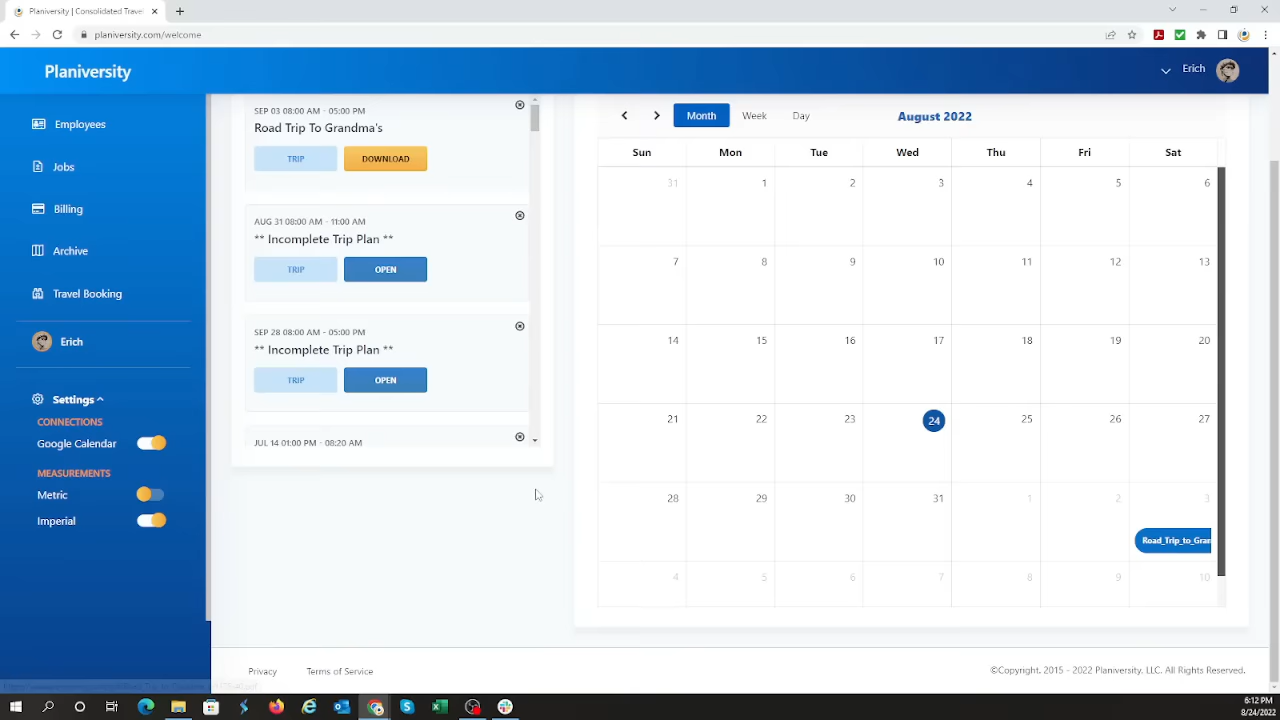 Planiversity | Consolidated Travel
planiversity.com/welcome
Planiversity
Erich
Employees
Jobs
Billing
Archive
Travel Booking
Erich
Settings
CONNECTIONS
Google Calendar
MEASUREMENTS
Metric
Imperial
SEP 03 08:00 AM - 05:00 PM
Road Trip To Grandma's
TRIP DOWNLOAD
AUG 31 08:00 AM - 11:00 AM
** Incomplete Trip Plan **
TRIP OPEN
SEP 28 08:00 AM - 05:00 PM
** Incomplete Trip Plan **
TRIP OPEN
JUL 14 01:00 PM - 08:20 AM
Month Week Day August 2022
Sun Mon Tue Wed Thu Fri Sat
31 1 2 3 4 5 6
7 8 9 10 11 12 13
14 15 16 17 18 19 20
21 22 23 24 25 26 27
28 29 30 31 1 2 3
Road_Trip_to_Gran
4 5 6 7 8 9 10
Privacy Terms of Service
©Copyright. 2015 - 2022 Planiversity, LLC. All Rights Reserved.
6:12 PM
8/24/2022